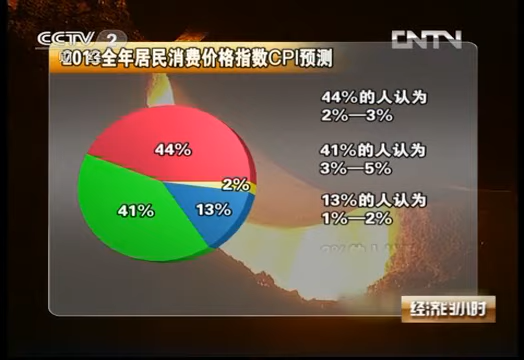 CCTV 2
CNTV
2013全年居民消费价格指数CPI预测
44%的人认为
2%—3%
41%的人认为
3%—5%
13%的人认为
1%—2%
44%
2%
13%
41%
经济半小时